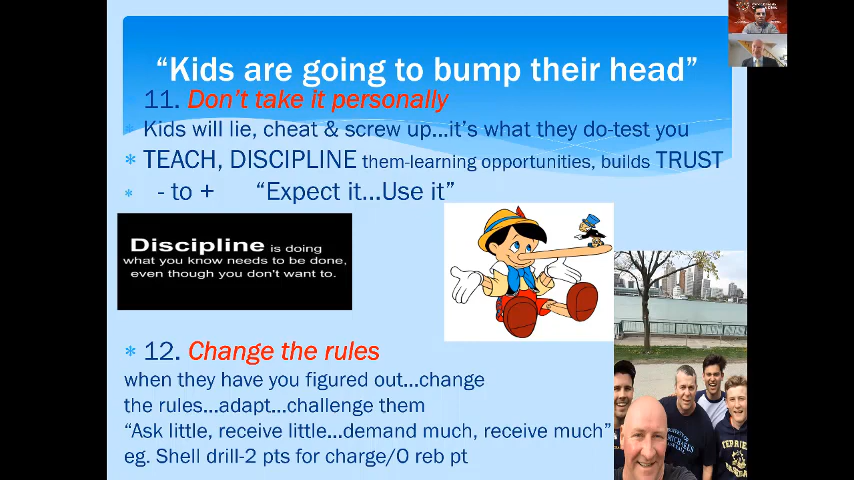 “Kids are going to bump their head”
11. Don’t take it personally
Kids will lie, cheat & screw up...it’s what they do-test you
* TEACH, DISCIPLINE them-learning opportunities, builds TRUST
* - to + “Expect it...Use it”
Discipline is doing
what you know needs to be done,
even though you don’t want to.
* 12. Change the rules
when they have you figured out...change
the rules...adapt...challenge them
“Ask little, receive little...demand much, receive much”
eg. Shell drill-2 pts for charge/O reb pt